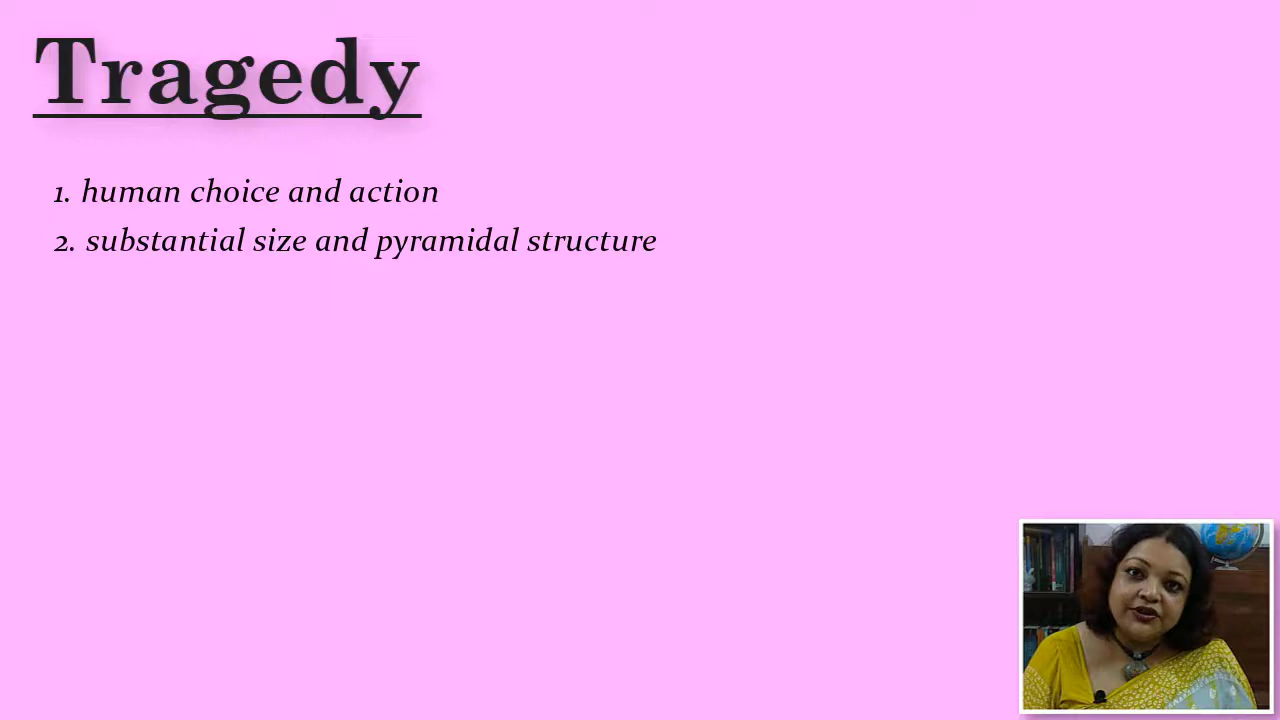 Tragedy
1. human choice and action
2. substantial size and pyramidal structure